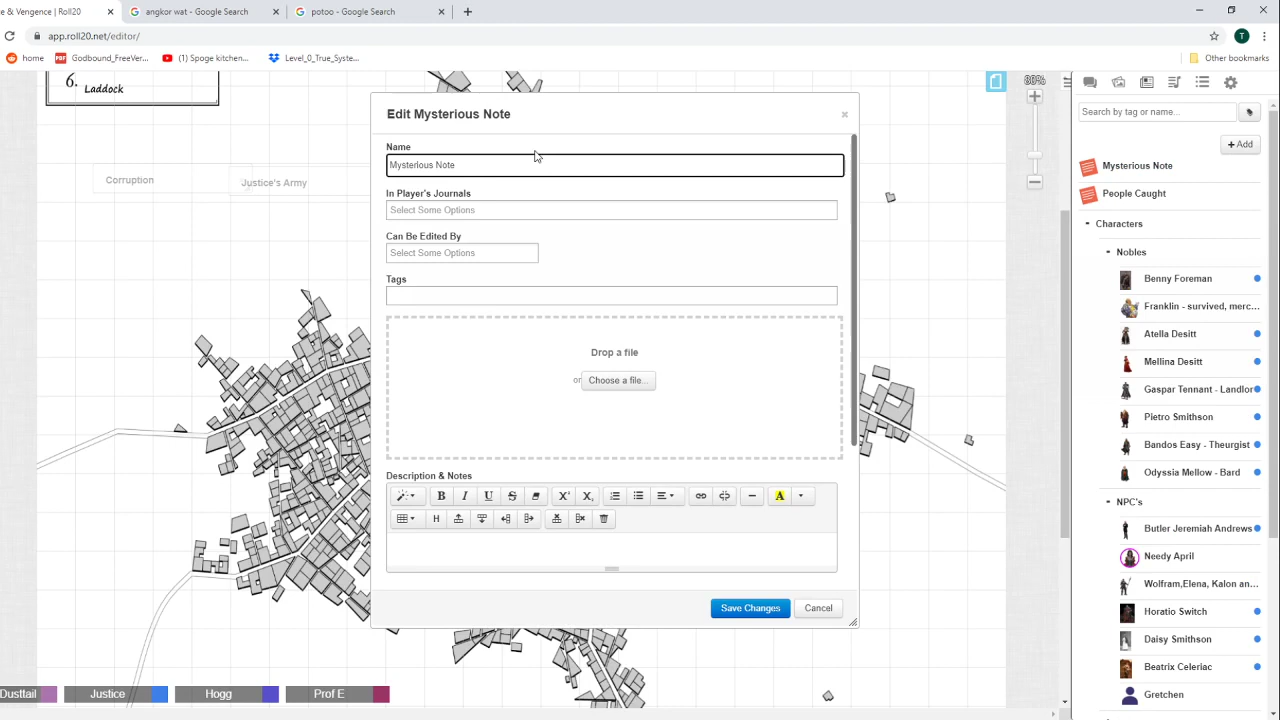 e & Vengence | Roll20
angkor wat - Google Search
potoo - Google Search
app.roll20.net/editor/
home
Godbound_FreeVer...
(1) Spoge kitchen...
Level_0_True_Syste...
Other bookmarks
6.
Laddock
Corruption
Justice's Army
80%
Edit Mysterious Note
Name
Mysterious Note
In Player's Journals
Select Some Options
Can Be Edited By
Select Some Options
Tags
Drop a file
or Choose a file...
Description & Notes
B I U S X
H
A
Save Changes
Cancel
Search by tag or name...
+ Add
Mysterious Note
People Caught
Characters
Nobles
Benny Foreman
Franklin - survived, merc...
Atella Desitt
Mellina Desitt
Gaspar Tennant - Landlor
Pietro Smithson
Bandos Easy - Theurgist
Odyssia Mellow - Bard
NPC's
Butler Jeremiah Andrews
Needy April
Wolfram,Elena, Kalon an...
Horatio Switch
Daisy Smithson
Beatrix Celeriac
Gretchen
Dusttail
Justice
Hogg
Prof E
T